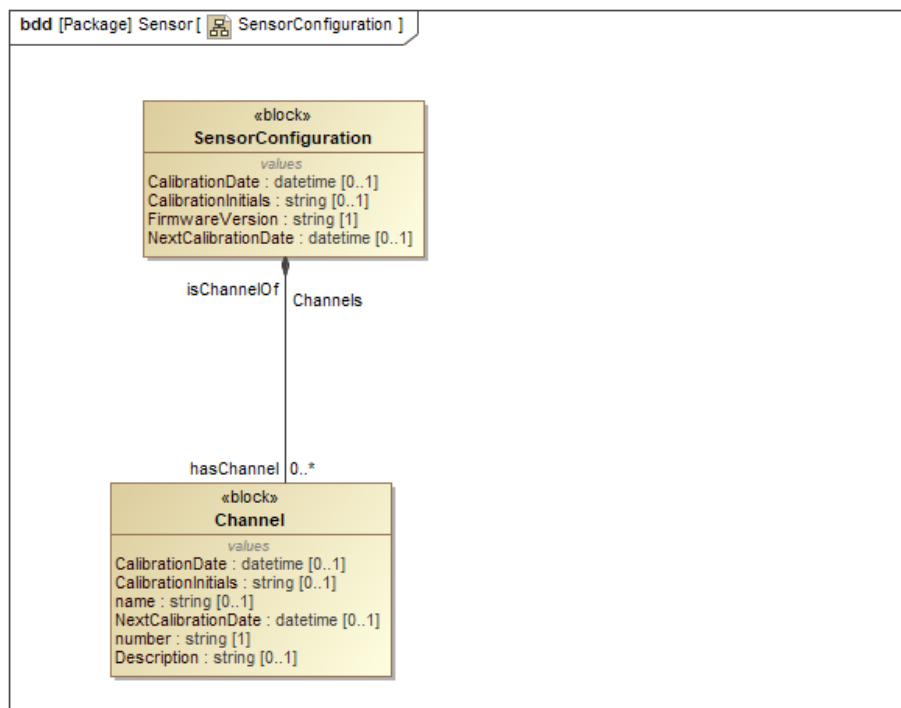 bdd [Package] Sensor [ SensorConfiguration ]
«block»
SensorConfiguration
values
CalibrationDate : datetime [0..1]
CalibrationInitials : string [0..1]
FirmwareVersion : string [1]
NextCalibrationDate : datetime [0..1]
isChannelOf
Channels
hasChannel 0..*
«block»
Channel
values
CalibrationDate : datetime [0..1]
CalibrationInitials : string [0..1]
name : string [0..1]
NextCalibrationDate : datetime [0..1]
number : string [1]
Description : string [0..1]